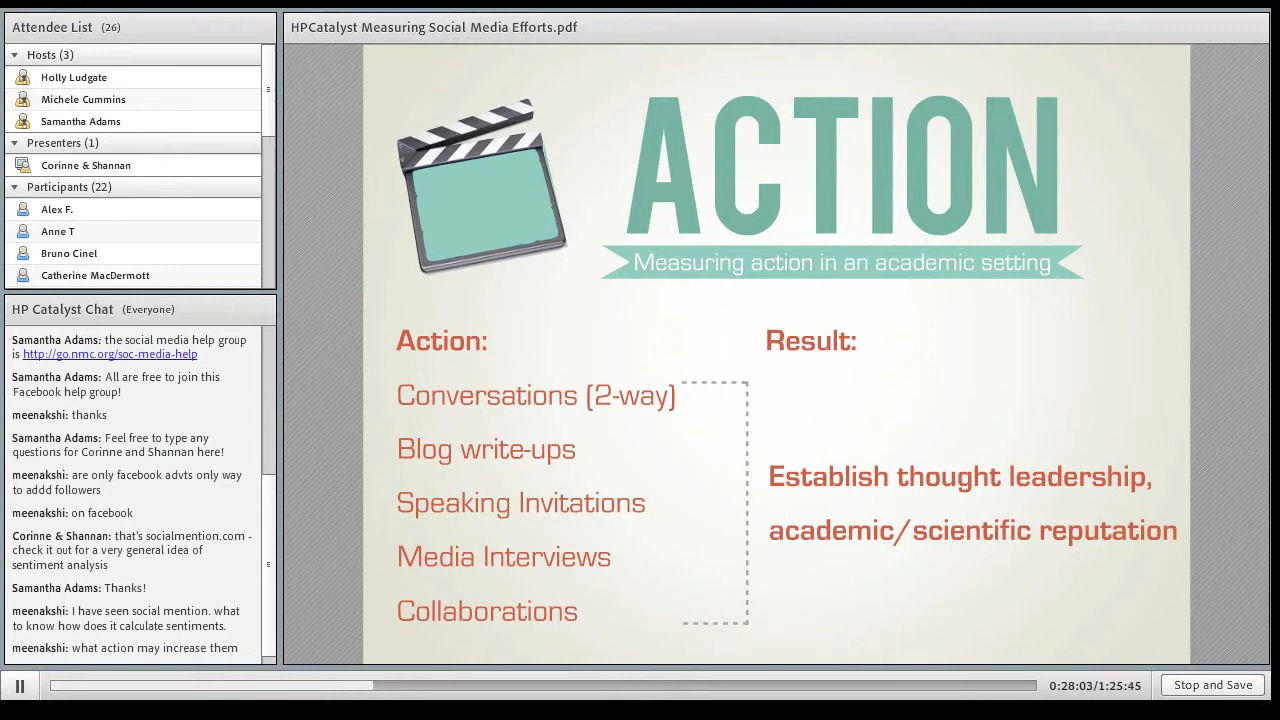 Attendee List (26)
Hosts (3)
Holly Ludgate
Michele Cummins
Samantha Adams
Presenters (1)
Corinne & Shannan
Participants (22)
Alex F.
Anne T
Bruno Cinel
Catherine MacDermott
HP Catalyst Chat (Everyone)
Samantha Adams: the social media help group
is http://go.nmc.org/soc-media-help
Samantha Adams: All are free to join this
Facebook help group!
meenakshi: thanks
Samantha Adams: Feel free to type any
questions for Corinne and Shannan here!
meenakshi: are only facebook advts only way
to addd followers
meenakshi: on facebook
Corinne & Shannan: that's socialmention.com -
check it out for a very general idea of
sentiment analysis
Samantha Adams: Thanks!
meenakshi: I have seen social mention. what
to know how does it calculate sentiments.
meenakshi: what action may increase them
HPCatalyst Measuring Social Media Efforts.pdf
ACTION
Measuring action in an academic setting
Action:
Conversations (2-way)
Blog write-ups
Speaking Invitations
Media Interviews
Collaborations
Result:
Establish thought leadership,
academic/scientific reputation
0:28:03/1:25:45
Stop and Save